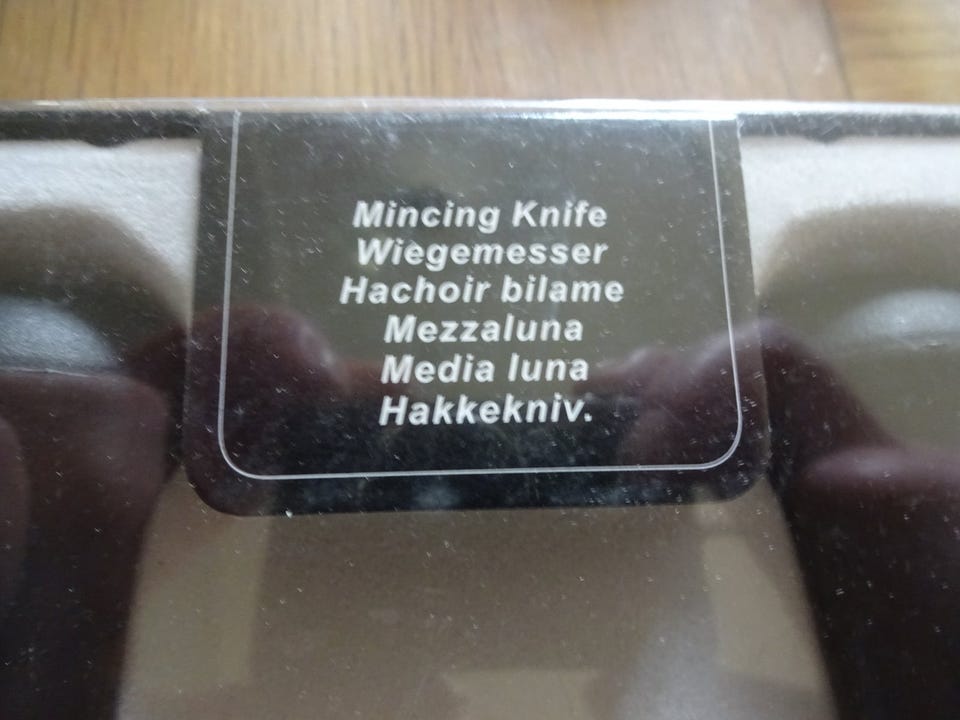 Mincing Knife
Wiegemesser
Hachoir bilame
Mezzaluna
Media luna
Hakkekniv.